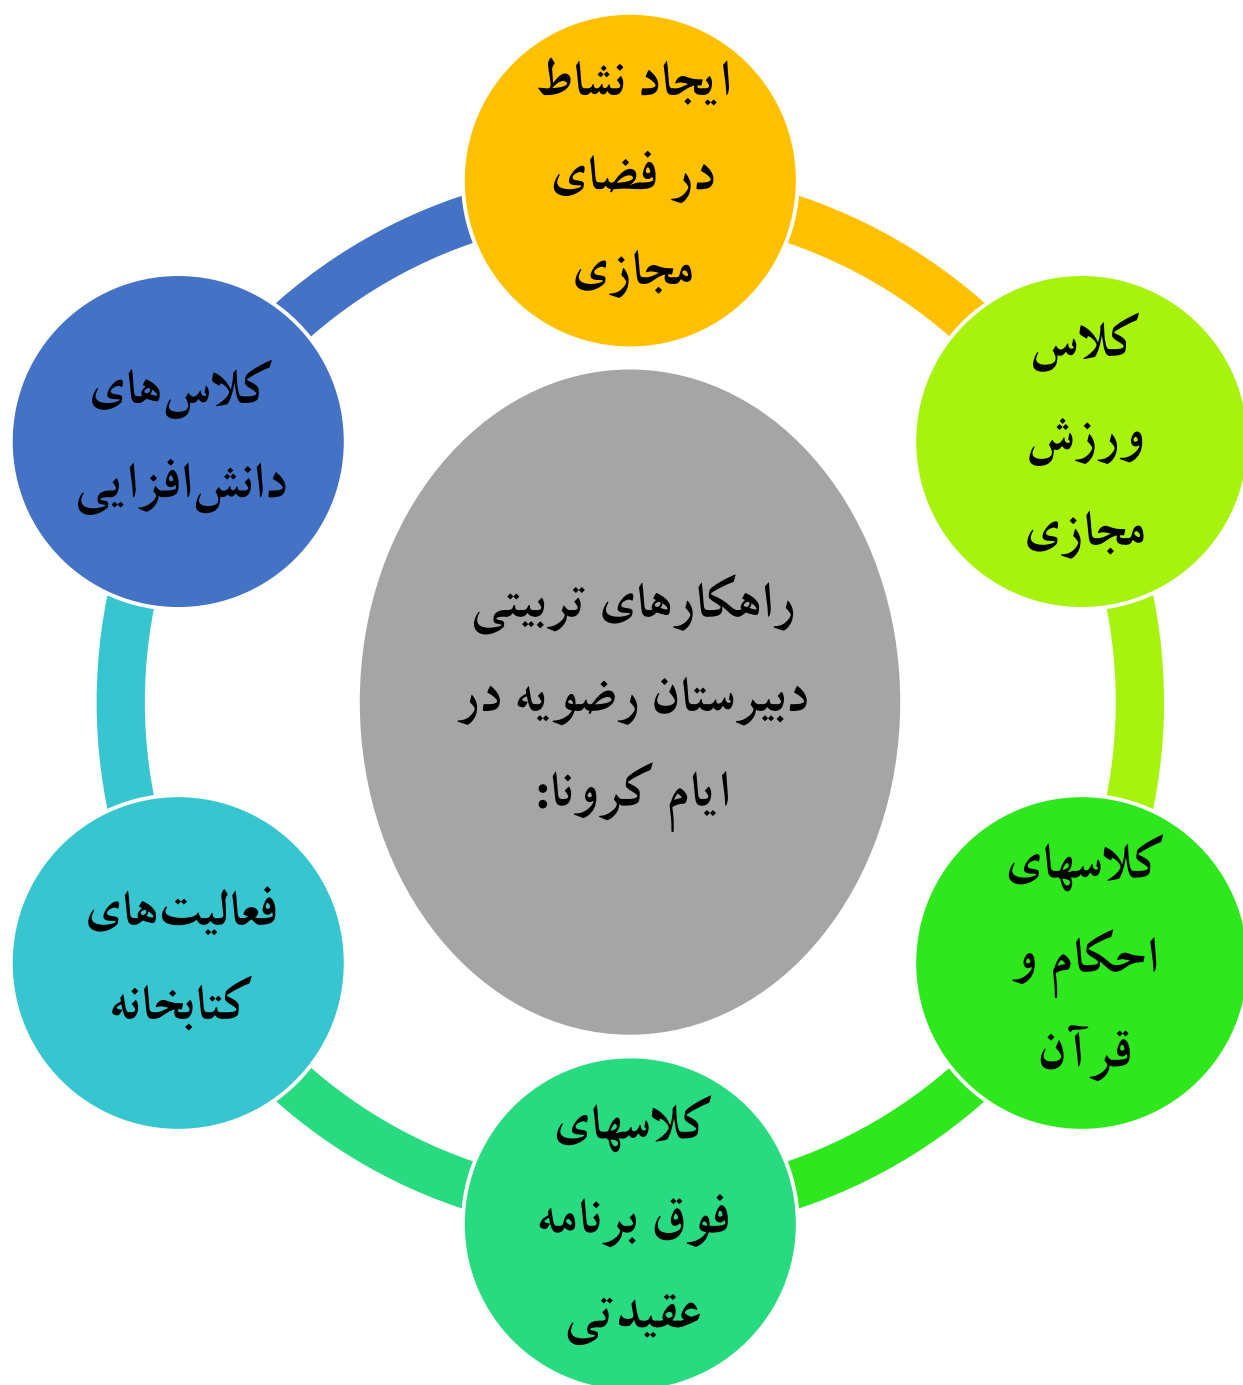 ایجاد نشاط
در فضای
مجازی
کلاس
ورزش
مجازی
کلاسهای
احکام و
قرآن
کلاسهای
فوق برنامه
عقیدتی
فعالیت‌های
کتابخانه
کلاس‌های
دانش‌افزایی
راهکارهای تربیتی
دبیرستان رضویه در
ایام کرونا: